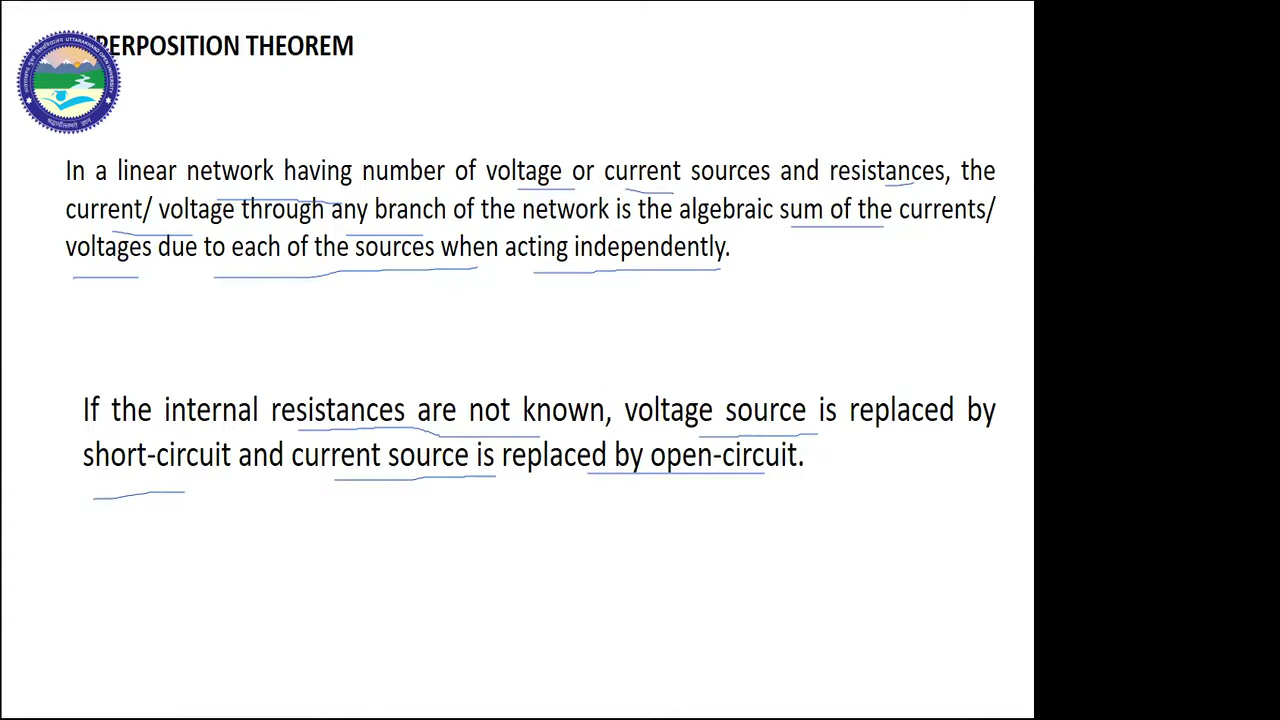 PERPOSITION THEOREM
UTTARAKHAND OPEN UNIVERSITY
In a linear network having number of voltage or current sources and resistances, the
current/ voltage through any branch of the network is the algebraic sum of the currents/
voltages due to each of the sources when acting independently.
If the internal resistances are not known, voltage source is replaced by
short-circuit and current source is replaced by open-circuit.